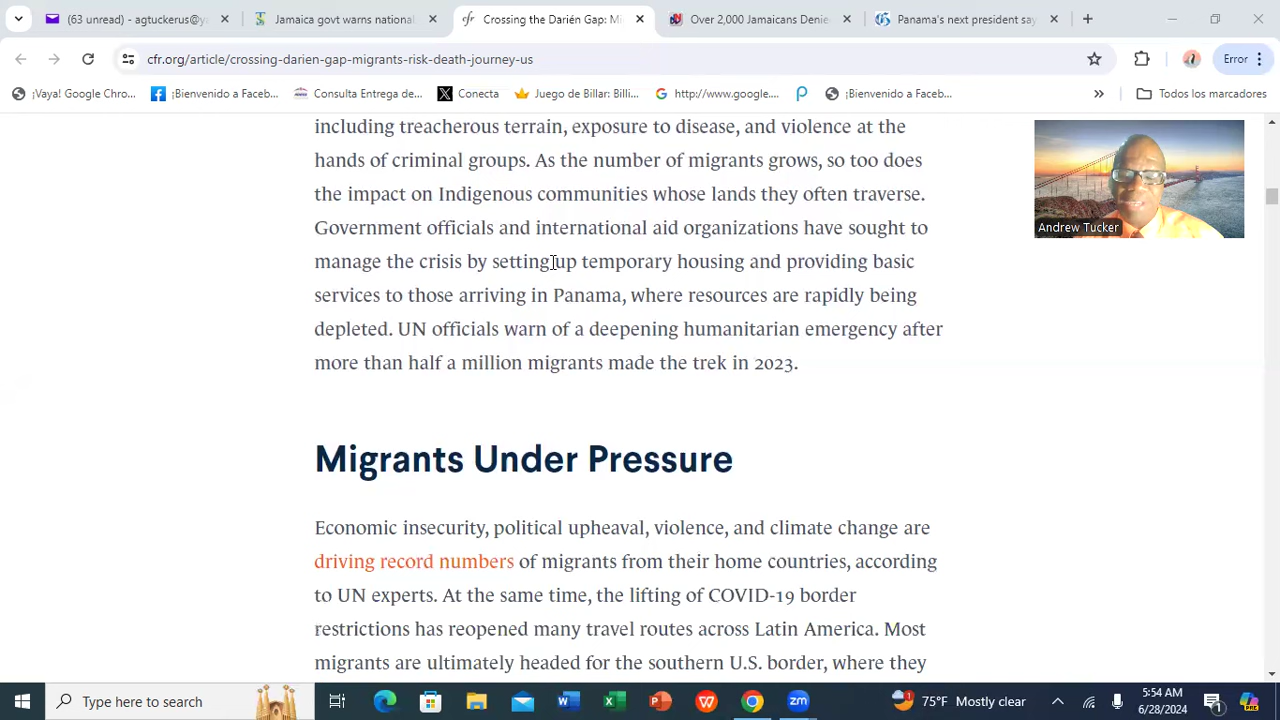 (63 unread) - agtuckerus@y
Jamaica govt warns national
Crossing the Darién Gap: Mi
Over 2,000 Jamaicans Denie
Panama's next president say
cfr.org/article/crossing-darien-gap-migrants-risk-death-journey-us
Error
¡Vaya! Google Chro...
¡Bienvenido a Faceb...
Consulta Entrega de...
Conecta
Juego de Billar: Billi...
http://www.google....
¡Bienvenido a Faceb...
Todos los marcadores
including treacherous terrain, exposure to disease, and violence at the
hands of criminal groups. As the number of migrants grows, so too does
the impact on Indigenous communities whose lands they often traverse.
Government officials and international aid organizations have sought to
manage the crisis by setting up temporary housing and providing basic
services to those arriving in Panama, where resources are rapidly being
depleted. UN officials warn of a deepening humanitarian emergency after
more than half a million migrants made the trek in 2023.
Andrew Tucker
Migrants Under Pressure
Economic insecurity, political upheaval, violence, and climate change are
driving record numbers of migrants from their home countries, according
to UN experts. At the same time, the lifting of COVID-19 border
restrictions has reopened many travel routes across Latin America. Most
migrants are ultimately headed for the southern U.S. border, where they
Type here to search
75°F Mostly clear
5:54 AM
6/28/2024